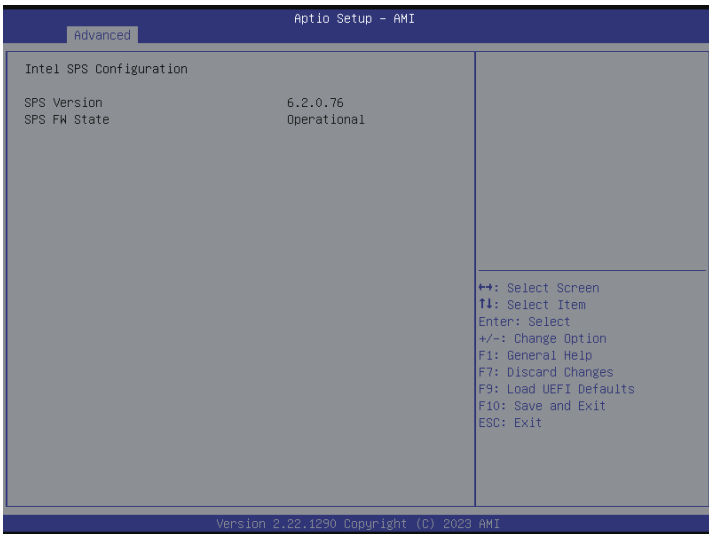 Aptio Setup - AMI
Advanced
Intel SPS Configuration
SPS Version 6.2.0.76
SPS FW State Operational
↔: Select Screen
↑↓: Select Item
Enter: Select
+/-: Change Option
F1: General Help
F7: Discard Changes
F9: Load UEFI Defaults
F10: Save and Exit
ESC: Exit
Version 2.22.1290 Copyright (C) 2023 AMI